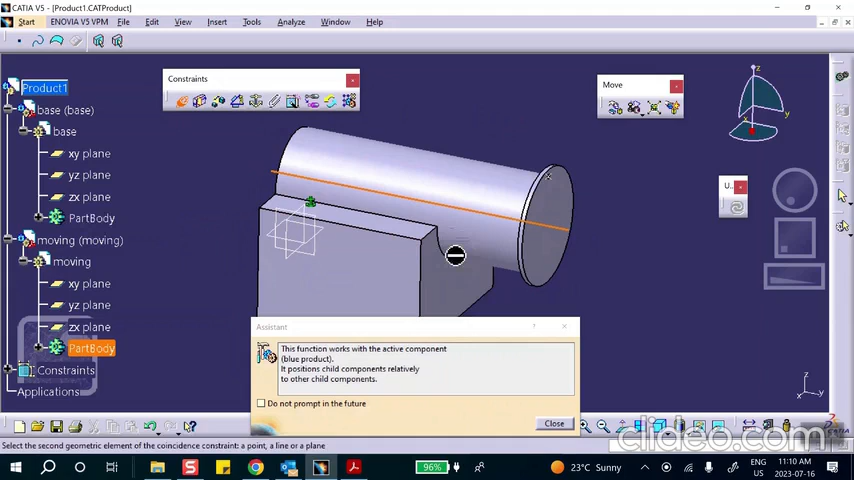 CATIA V5 - [Product1.CATProduct]
Start ENOVIA V5 VPM File Edit View Insert Tools Analyze Window Help
Constraints
Move
Product1
base (base)
base
xy plane
yz plane
zx plane
PartBody
moving (moving)
moving
xy plane
yz plane
zx plane
PartBody
Constraints
Applications
z
y
x
U..
Assistant
This function works with the active component
(blue product).
It positions child components relatively
to other child components.
Do not prompt in the future
Close
z
x y
clideo.com
Select the second geometric element of the coincidence constraint: a point, a line or a plane
96%
23°C Sunny
ENG
US
11:10 AM
2023-07-16